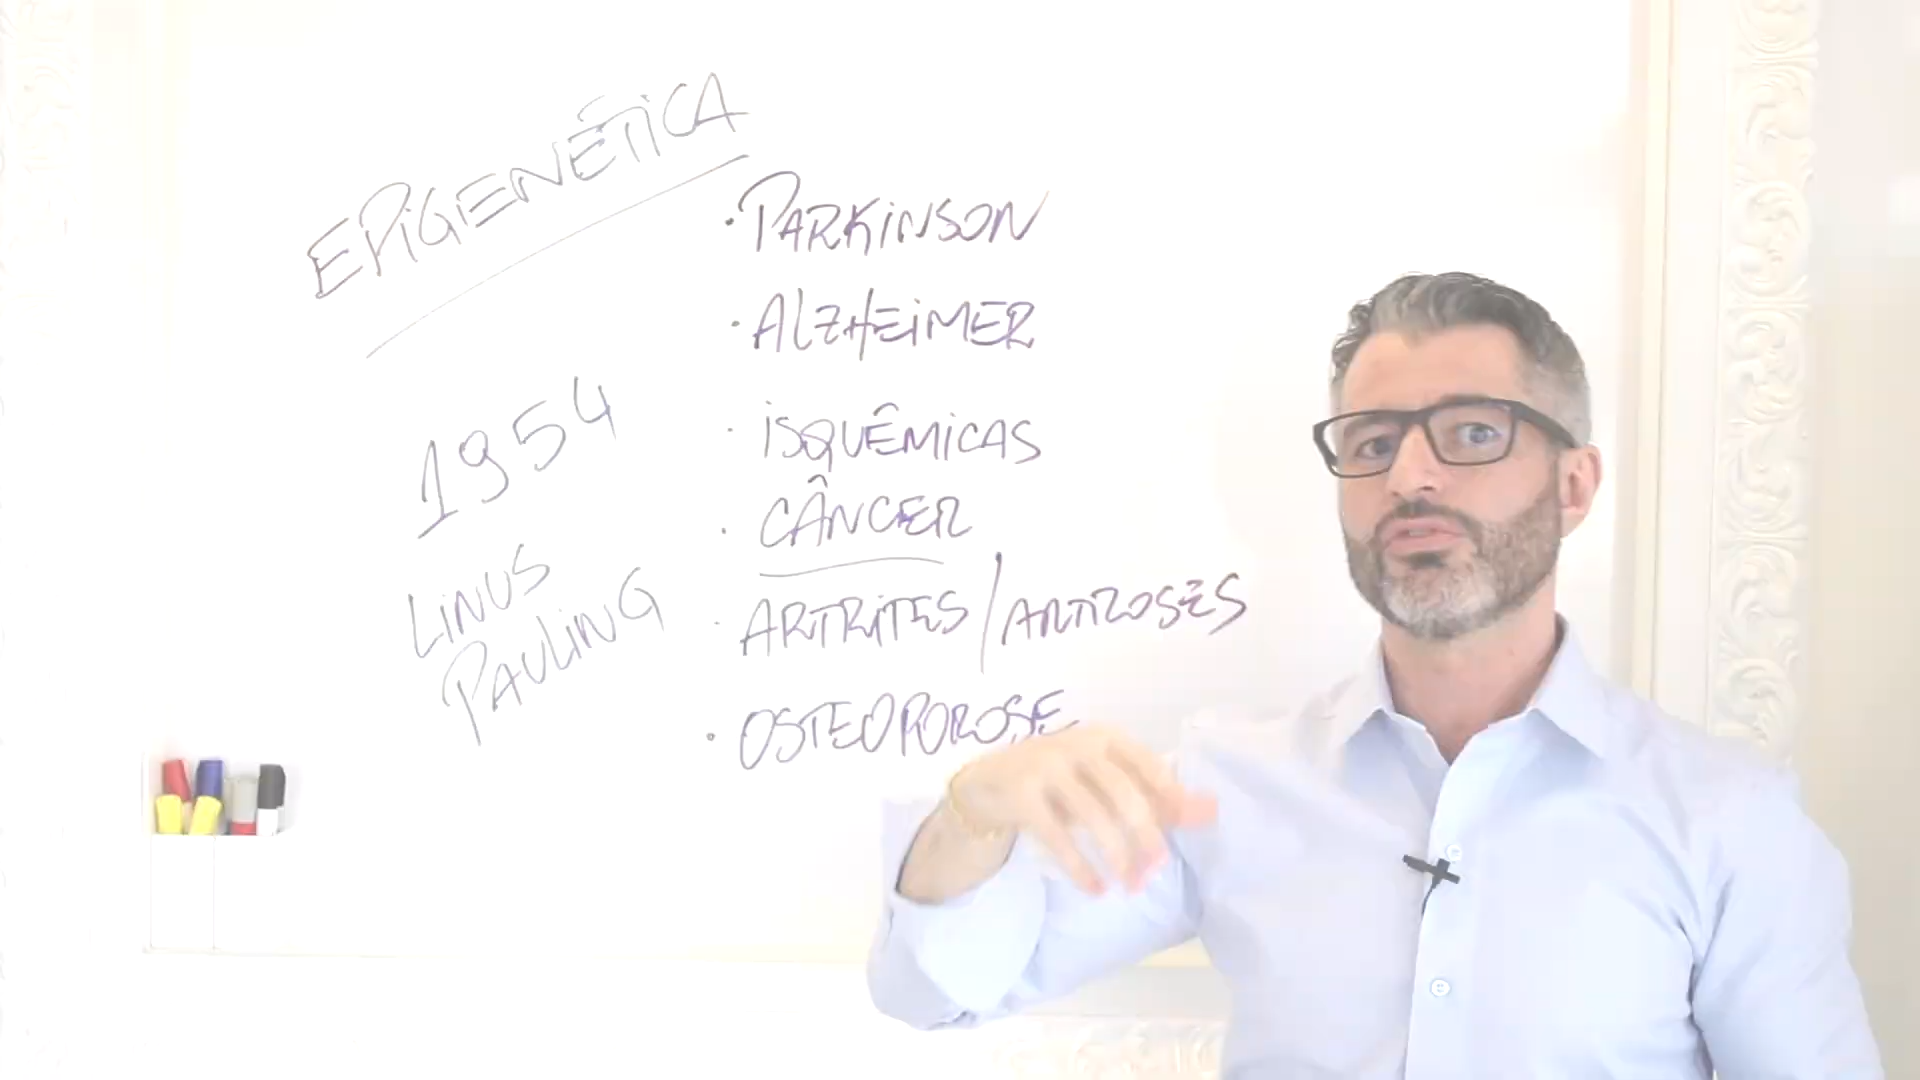 EPIGENÉTICA
1954
LINUS
PAULING
· PARKINSON
· ALZHEIMER
· ISQUÊMICAS
· CÂNCER
· ARTRITES/ARTROSES
· OSTEOPOROSE